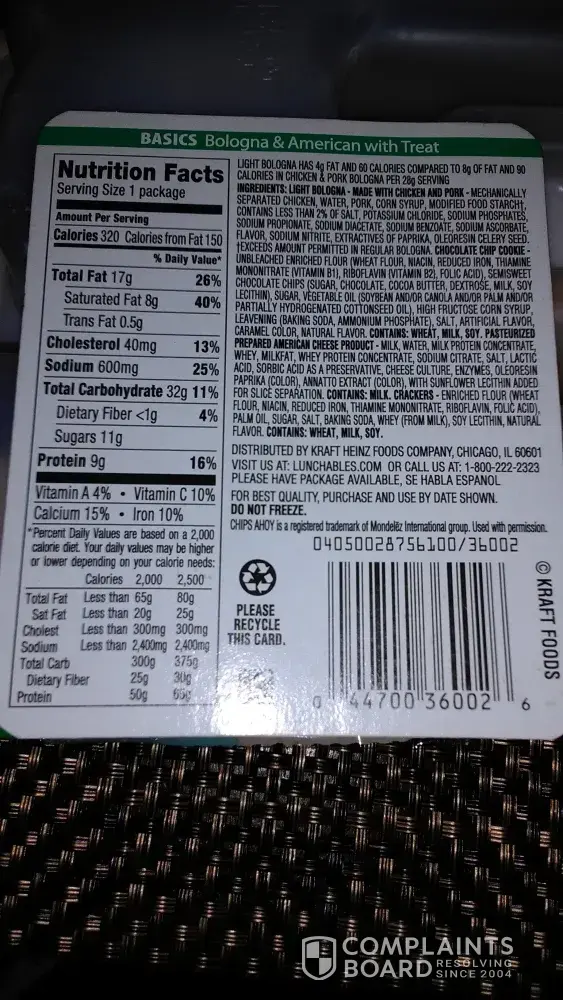 BASICS Bologna & American with Treat
Nutrition Facts
Serving Size 1 package
Amount Per Serving
Calories 320 Calories from Fat 150
% Daily Value*
Total Fat 17g 26%
Saturated Fat 8g 40%
Trans Fat 0.5g
Cholesterol 40mg 13%
Sodium 600mg 25%
Total Carbohydrate 32g 11%
Dietary Fiber <1g 4%
Sugars 11g
Protein 9g 16%
Vitamin A 4% • Vitamin C 10%
Calcium 15% • Iron 10%
*Percent Daily Values are based on a 2,000
calorie diet. Your daily values may be higher
or lower depending on your calorie needs:
Calories 2,000 2,500
Total Fat Less than 65g 80g
Sat Fat Less than 20g 25g
Cholest Less than 300mg 300mg
Sodium Less than 2,400mg 2,400mg
Total Carb 300g 375g
Dietary Fiber 25g 30g
Protein 50g 65g
LIGHT BOLOGNA HAS 4g FAT AND 60 CALORIES COMPARED TO 8g OF FAT AND 90
CALORIES IN CHICKEN & PORK BOLOGNA PER 28g SERVING
INGREDIENTS: LIGHT BOLOGNA - MADE WITH CHICKEN AND PORK - MECHANICALLY
SEPARATED CHICKEN, WATER, PORK, CORN SYRUP, MODIFIED FOOD STARCH†,
CONTAINS LESS THAN 2% OF SALT, POTASSIUM CHLORIDE, SODIUM PHOSPHATES,
SODIUM PROPIONATE, SODIUM DIACETATE, SODIUM BENZOATE, SODIUM ASCORBATE,
FLAVOR, SODIUM NITRITE, EXTRACTIVES OF PAPRIKA, OLEORESIN CELERY SEED.
†EXCEEDS AMOUNT PERMITTED IN REGULAR BOLOGNA. CHOCOLATE CHIP COOKIE -
UNBLEACHED ENRICHED FLOUR (WHEAT FLOUR, NIACIN, REDUCED IRON, THIAMINE
MONONITRATE (VITAMIN B1), RIBOFLAVIN (VITAMIN B2), FOLIC ACID), SEMISWEET
CHOCOLATE CHIPS (SUGAR, CHOCOLATE, COCOA BUTTER, DEXTROSE, MILK, SOY
LECITHIN), SUGAR, VEGETABLE OIL (SOYBEAN AND/OR CANOLA AND/OR PALM AND/OR
PARTIALLY HYDROGENATED COTTONSEED OIL), HIGH FRUCTOSE CORN SYRUP,
LEAVENING (BAKING SODA, AMMONIUM PHOSPHATE), SALT, ARTIFICIAL FLAVOR,
CARAMEL COLOR, NATURAL FLAVOR. CONTAINS: WHEAT, MILK, SOY. PASTEURIZED
PREPARED AMERICAN CHEESE PRODUCT - MILK, WATER, MILK PROTEIN CONCENTRATE,
WHEY, MILKFAT, WHEY PROTEIN CONCENTRATE, SODIUM CITRATE, SALT, LACTIC
ACID, SORBIC ACID AS A PRESERVATIVE, CHEESE CULTURE, ENZYMES, OLEORESIN
PAPRIKA (COLOR), ANNATTO EXTRACT (COLOR), WITH SUNFLOWER LECITHIN ADDED
FOR SLICE SEPARATION. CONTAINS: MILK. CRACKERS - ENRICHED FLOUR (WHEAT
FLOUR, NIACIN, REDUCED IRON, THIAMINE MONONITRATE, RIBOFLAVIN, FOLIC ACID),
PALM OIL, SUGAR, SALT, BAKING SODA, WHEY (FROM MILK), SOY LECITHIN, NATURAL
FLAVOR. CONTAINS: WHEAT, MILK, SOY.
DISTRIBUTED BY KRAFT HEINZ FOODS COMPANY, CHICAGO, IL 60601
VISIT US AT: LUNCHABLES.COM OR CALL US AT: 1-800-222-2323
PLEASE HAVE PACKAGE AVAILABLE, SE HABLA ESPANOL
FOR BEST QUALITY, PURCHASE AND USE BY DATE SHOWN.
DO NOT FREEZE.
CHIPS AHOY is a registered trademark of Mondelēz International group. Used with permission.
04050028756100/36002
PLEASE
RECYCLE
THIS CARD.
0 44700 36002 6
© KRAFT FOODS
COMPLAINTS
BOARD RESOLVING
SINCE 2004